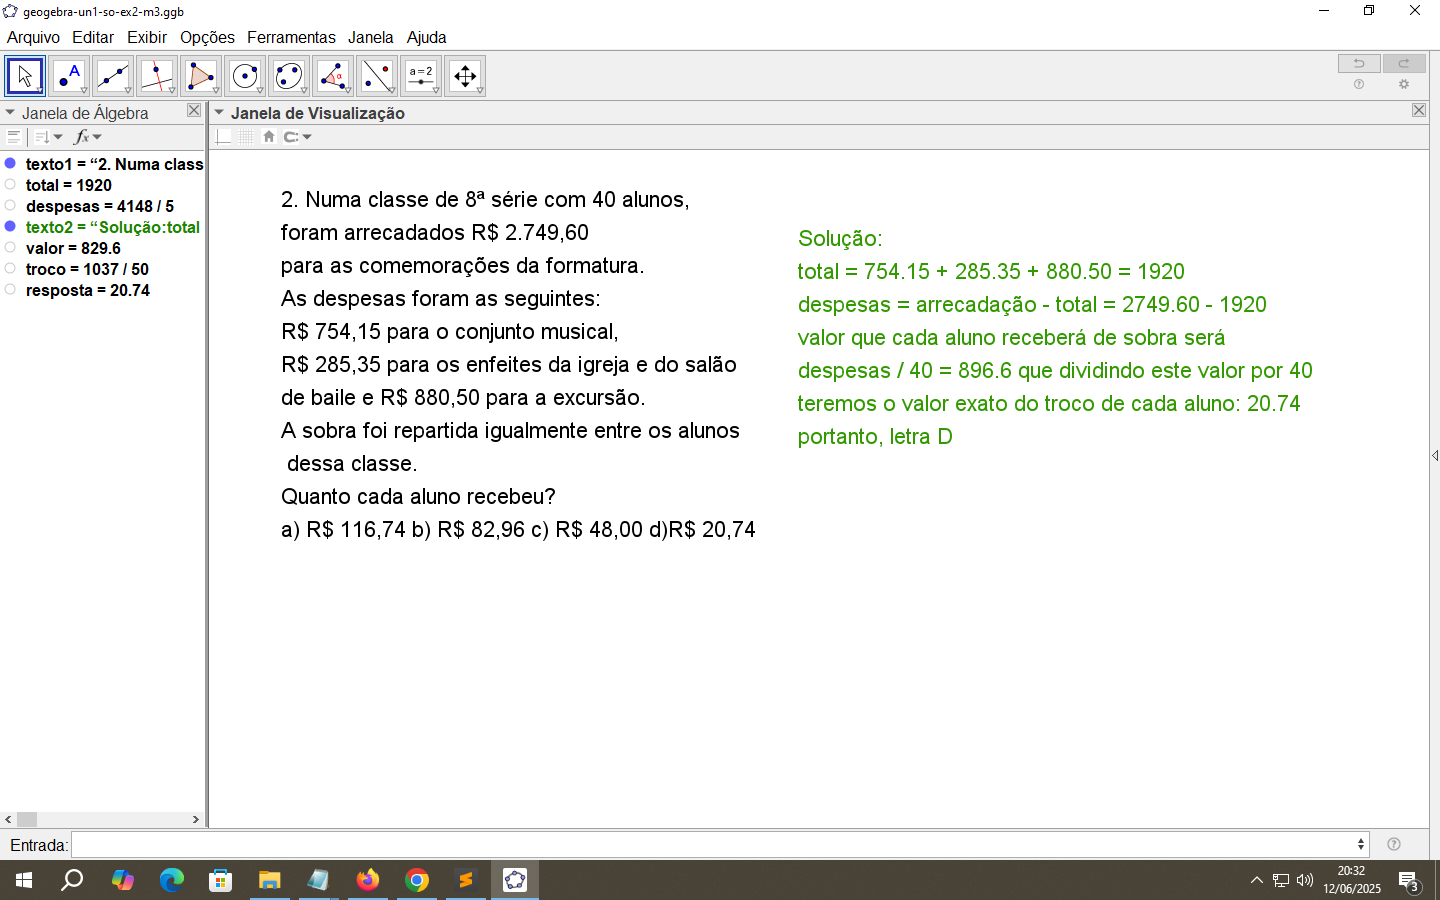 geogebra-un1-so-ex2-m3.ggb
Arquivo Editar Exibir Opções Ferramentas Janela Ajuda
A
α
a=2
Janela de Álgebra
Janela de Visualização
fx
texto1 = “2. Numa class
total = 1920
despesas = 4148 / 5
texto2 = “Solução:total
valor = 829.6
troco = 1037 / 50
resposta = 20.74
2. Numa classe de 8ª série com 40 alunos,
foram arrecadados R$ 2.749,60
para as comemorações da formatura.
As despesas foram as seguintes:
R$ 754,15 para o conjunto musical,
R$ 285,35 para os enfeites da igreja e do salão
de baile e R$ 880,50 para a excursão.
A sobra foi repartida igualmente entre os alunos
dessa classe.
Quanto cada aluno recebeu?
a) R$ 116,74 b) R$ 82,96 c) R$ 48,00 d)R$ 20,74
Solução:
total = 754.15 + 285.35 + 880.50 = 1920
despesas = arrecadação - total = 2749.60 - 1920
valor que cada aluno receberá de sobra será
despesas / 40 = 896.6 que dividindo este valor por 40
teremos o valor exato do troco de cada aluno: 20.74
portanto, letra D
Entrada:
20:32
12/06/2025
3